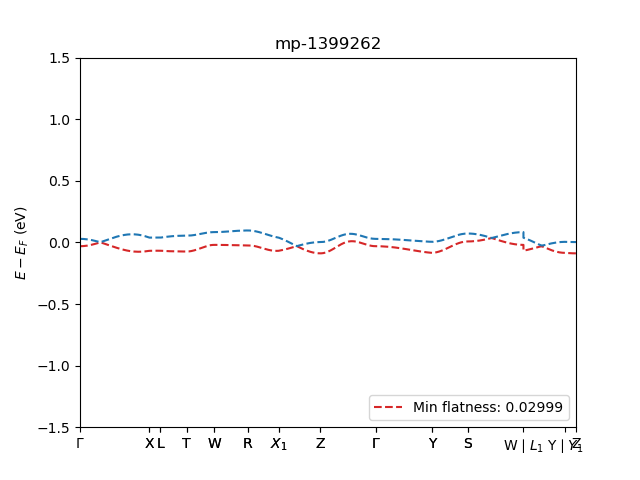 mp-1399262
E − E_F (eV)
1.5
1.0
0.5
0.0
−0.5
−1.0
−1.5
Min flatness: 0.02999
Γ X L T W R X₁ Z Γ Y S W | L₁ Y | Y₁ Z